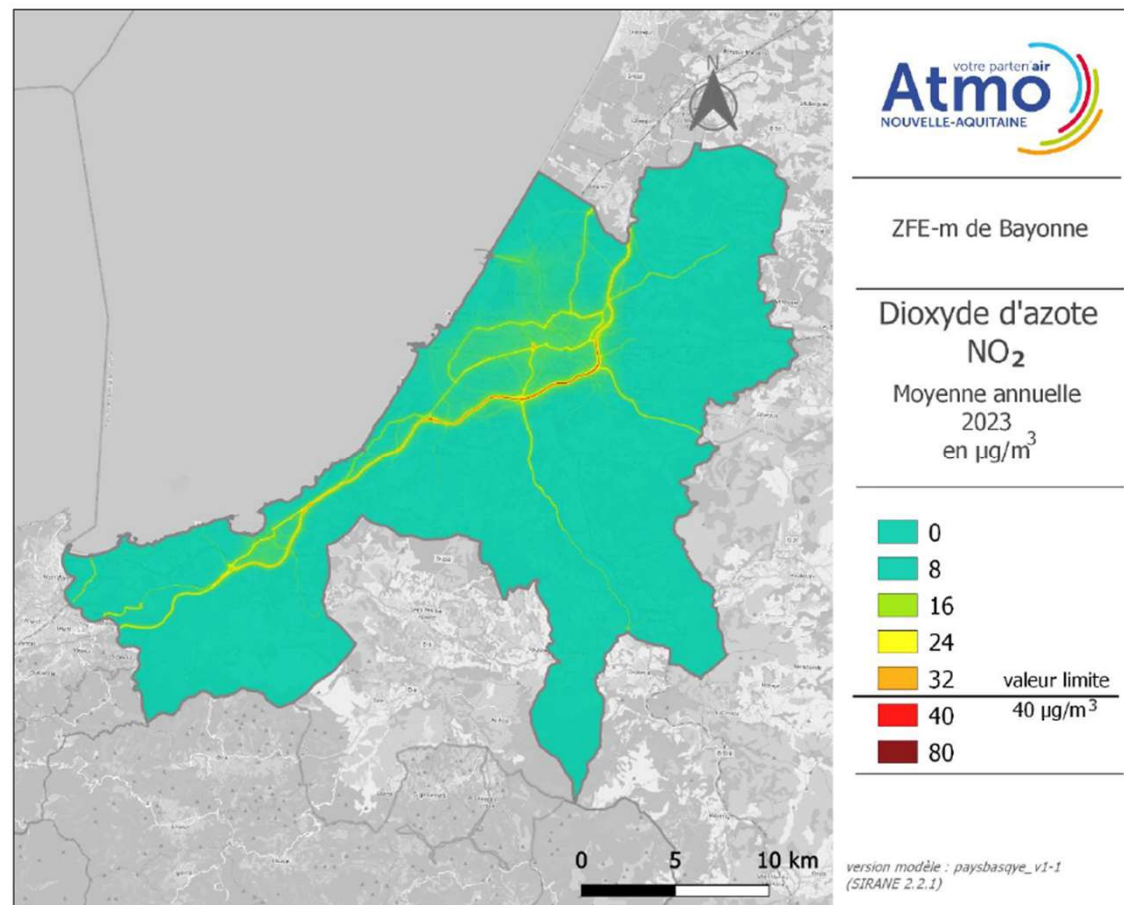 N
0 5 10 km
votre parten'air
Atmo
NOUVELLE-AQUITAINE
ZFE-m de Bayonne
Dioxyde d'azote
NO₂
Moyenne annuelle
2023
en µg/m³
0
8
16
24
32 valeur limite
40 µg/m³
40
80
version modèle : paysbasqye_v1-1
(SIRANE 2.2.1)